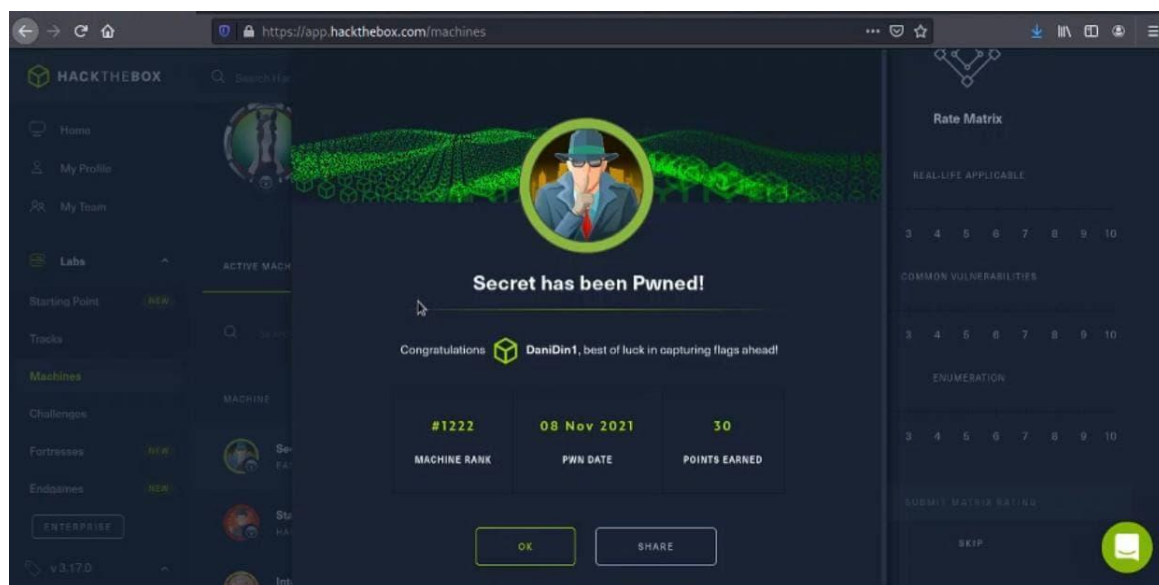 https://app.hackthebox.com/machines
HACKTHEBOX
Search Hac
Home
My Profile
My Team
Labs
Starting Point NEW
Tracks
Machines
Challenges
Fortresses NEW
Endgames NEW
ENTERPRISE
v 3.17.0
ACTIVE MACH
MACHINE
Secret has been Pwned!
Congratulations DaniDin1, best of luck in capturing flags ahead!
#1222 08 Nov 2021 30
MACHINE RANK PWN DATE POINTS EARNED
OK SHARE
Rate Matrix
REAL-LIFE APPLICABLE
3 4 5 6 7 8 9 10
COMMON VULNERABILITIES
3 4 5 6 7 8 9 10
ENUMERATION
3 4 5 6 7 8 9 10
SUBMIT MATRIX RATING
SKIP